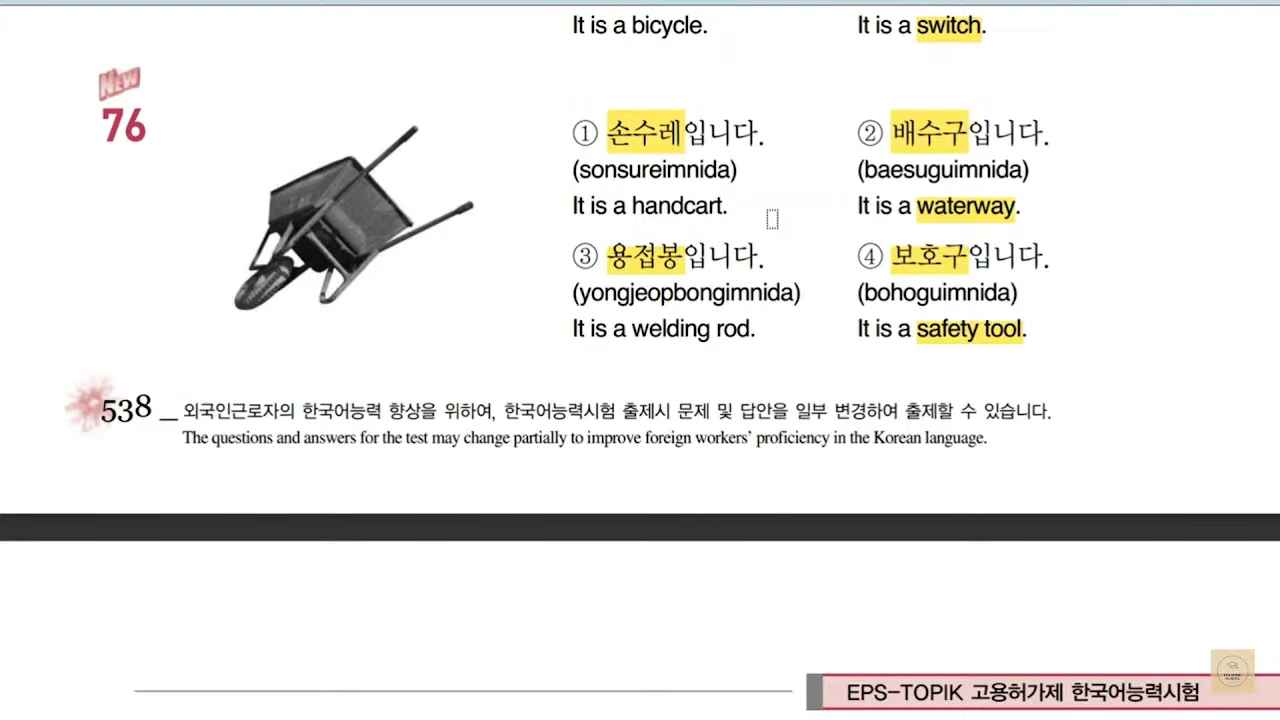 It is a bicycle.
It is a switch.
NEW
76
① 손수레입니다.
(sonsureimnida)
It is a handcart.
② 배수구입니다.
(baesuguimnida)
It is a waterway.
③ 용접봉입니다.
(yongjeopbongimnida)
It is a welding rod.
④ 보호구입니다.
(bohoguimnida)
It is a safety tool.
538 _ 외국인근로자의 한국어능력 향상을 위하여, 한국어능력시험 출제시 문제 및 답안을 일부 변경하여 출제할 수 있습니다.
The questions and answers for the test may change partially to improve foreign workers’ proficiency in the Korean language.
EPS-TOPIK 고용허가제 한국어능력시험